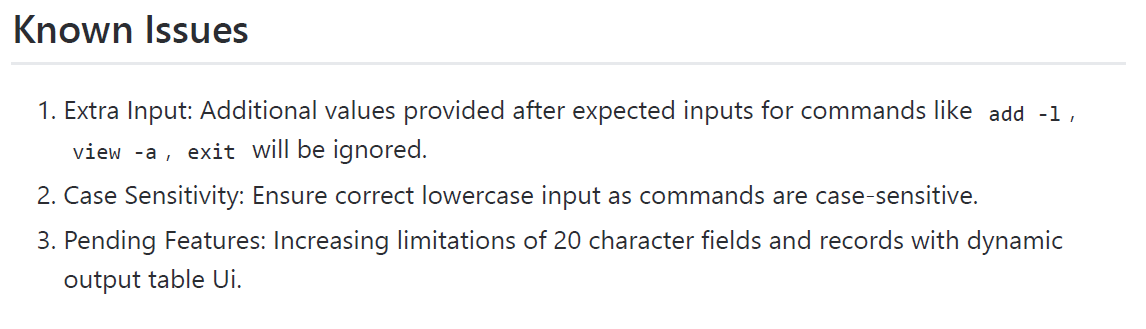 Known Issues
1. Extra Input: Additional values provided after expected inputs for commands like add -l ,
view -a , exit will be ignored.
2. Case Sensitivity: Ensure correct lowercase input as commands are case-sensitive.
3. Pending Features: Increasing limitations of 20 character fields and records with dynamic
output table Ui.